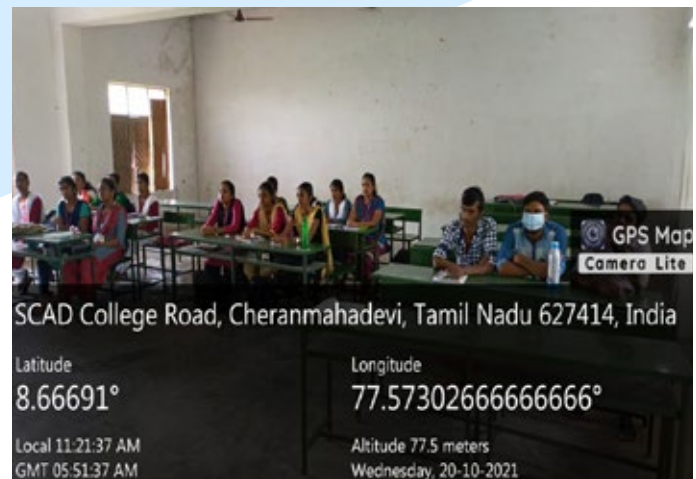 GPS Map
Camera Lite
SCAD College Road, Cheranmahadevi, Tamil Nadu 627414, India
Latitude
8.66691°
Longitude
77.57302666666666°
Local 11:21:37 AM
GMT 05:51:37 AM
Altitude 77.5 meters
Wednesday, 20-10-2021